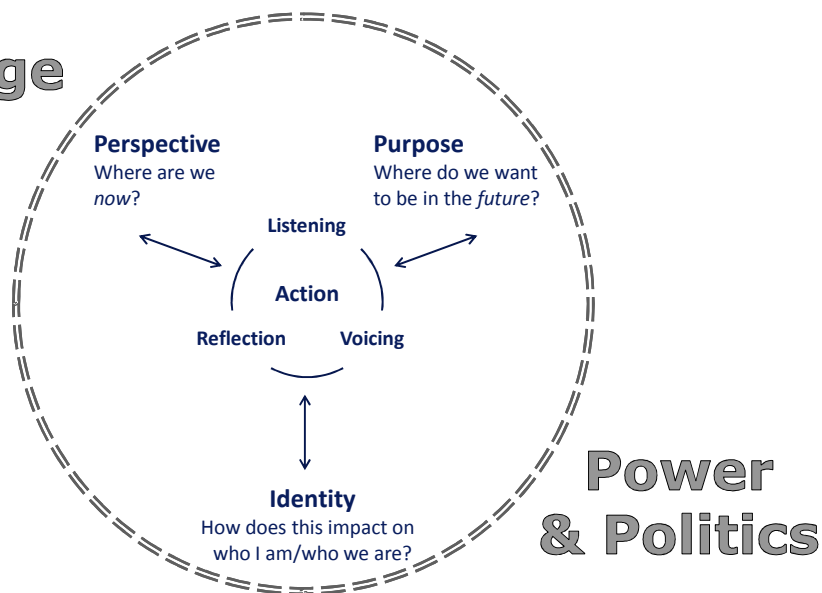 ge
Perspective
Where are we
now?
Purpose
Where do we want
to be in the future?
Listening
Action
Reflection
Voicing
Identity
How does this impact on
who I am/who we are?
Power
& Politics